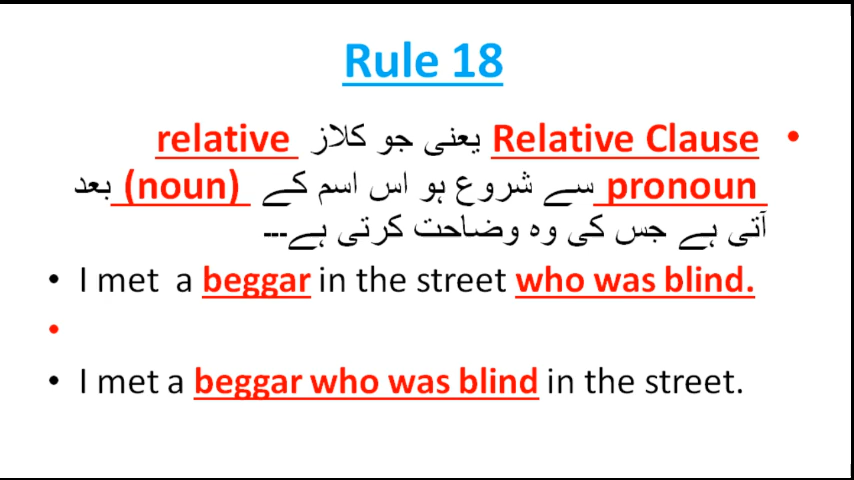 Rule 18
• Relative Clause یعنی جو کلاز relative
pronoun سے شروع ہو اس اسم کے (noun) بعد
آتی ہے جس کی وہ وضاحت کرتی ہے---
• I met a beggar in the street who was blind.
•
• I met a beggar who was blind in the street.